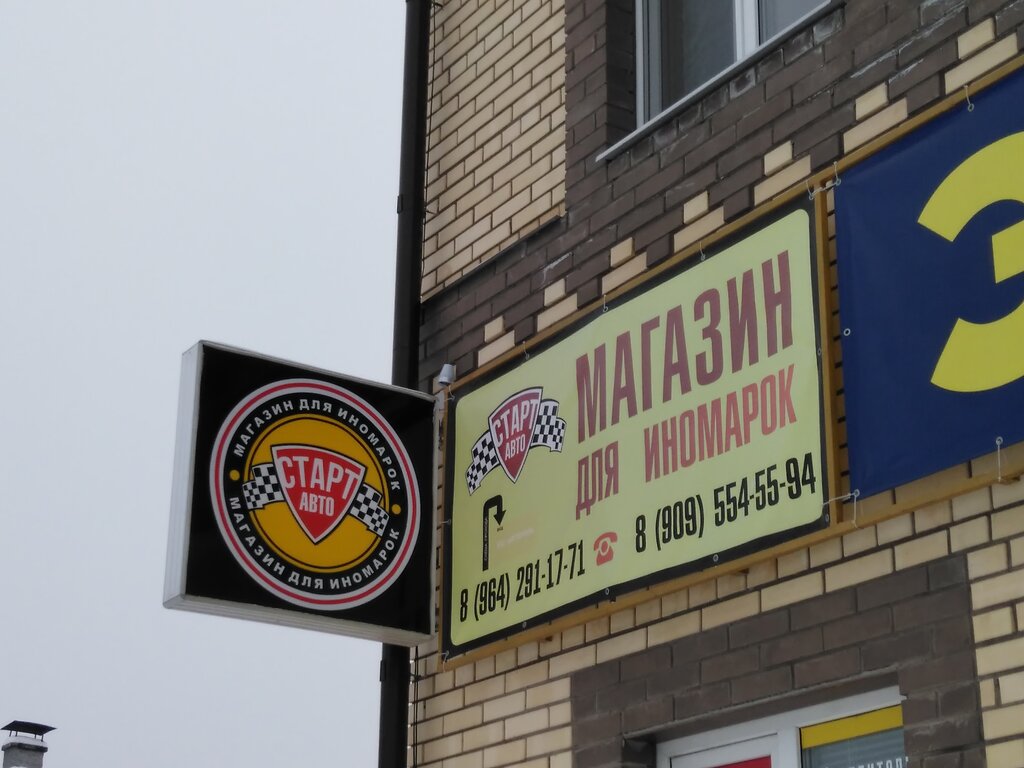 МАГАЗИН ДЛЯ ИНОМАРОК
СТАРТ
АВТО
МАГАЗИН ДЛЯ ИНОМАРОК
СТАРТ
АВТО
МАГАЗИН
ДЛЯ ИНОМАРОК
8 (964) 291-17-71
8 (909) 554-55-94
Э